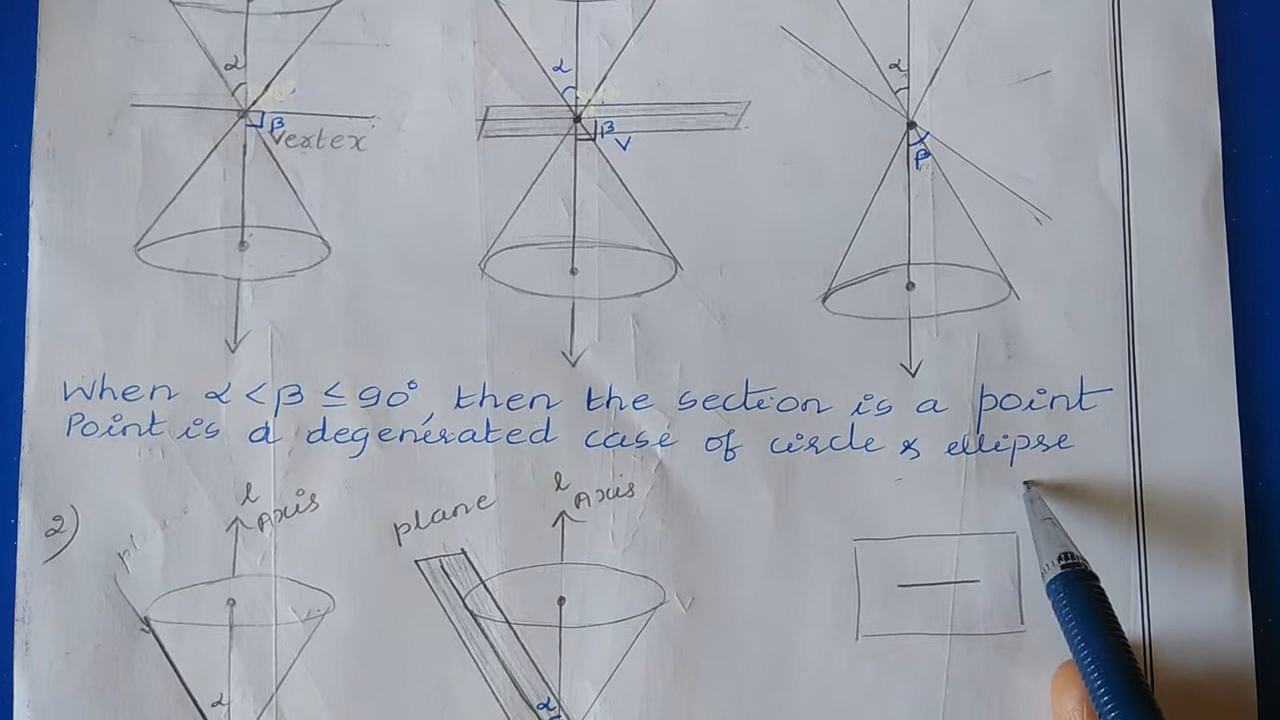 α α α
β β β
Vertex V
When α < β ≤ 90°, then the section is a point
Point is a degenerated case of circle & ellipse
2) l Axis plane l Axis
α α